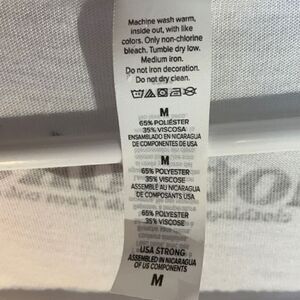 Machine wash warm,
inside out, with like
colors. Only non-chlorine
bleach. Tumble dry low.
Medium iron.
Do not iron decoration.
Do not dry clean.
M
65% POLIÉSTER
35% VISCOSA
ENSAMBLADO EN NICARAGUA
DE COMPONENTES DE USA
M
65% POLYESTER
35% VISCOSE
ASSEMBLÉ AU NICARAGUA
DE COMPOSANTS USA
65% POLYESTER
35% VISCOSE
USA STRONG
ASSEMBLED IN NICARAGUA
OF US COMPONENTS
M